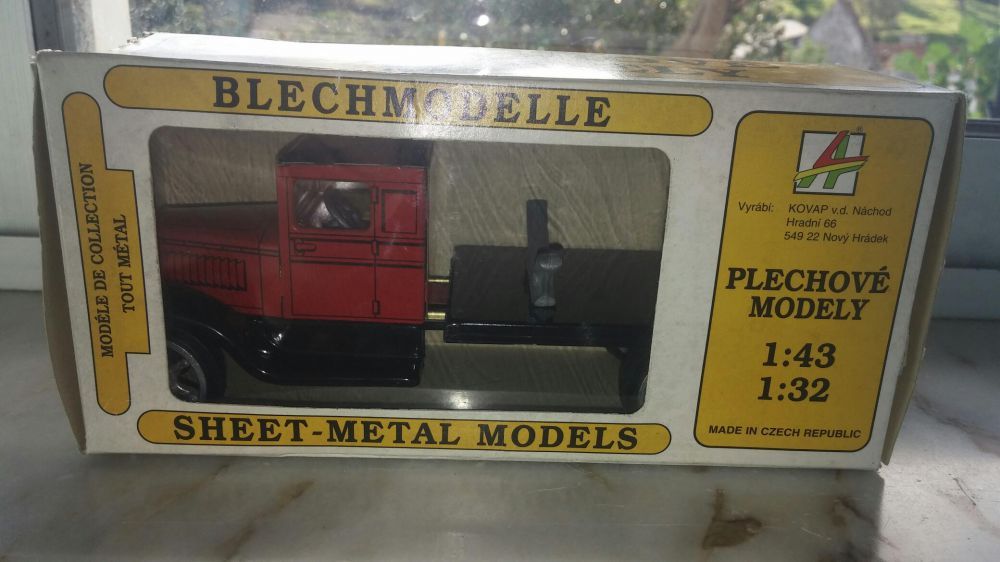 BLECHMODELLE
MODÉLE DE COLLECTION
TOUT MÉTAL
SHEET-METAL MODELS
®
Vyrábí: KOVAP v.d. Náchod
Hradní 66
549 22 Nový Hrádek
PLECHOVÉ
MODELY
1:43
1:32
MADE IN CZECH REPUBLIC